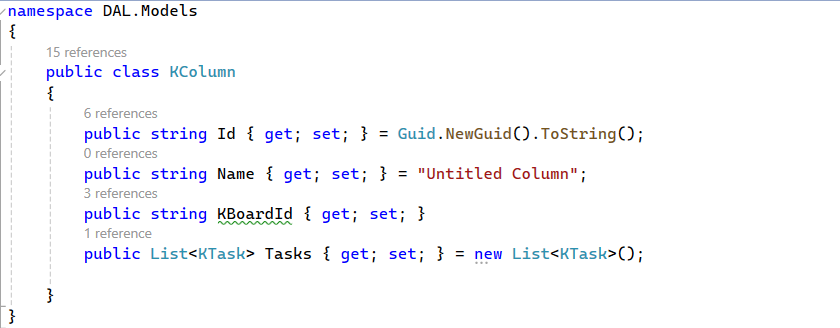 namespace DAL.Models
{
15 references
public class KColumn
{
6 references
public string Id { get; set; } = Guid.NewGuid().ToString();
0 references
public string Name { get; set; } = "Untitled Column";
3 references
public string KBoardId { get; set; }
1 reference
public List<KTask> Tasks { get; set; } = new List<KTask>();
}
}